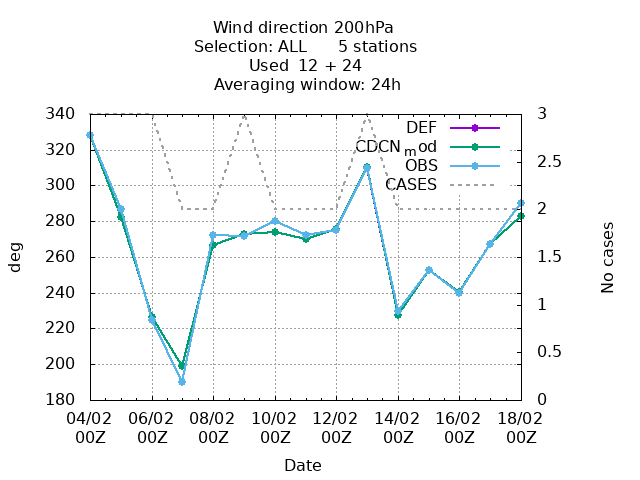 Wind direction 200hPa
Selection: ALL 5 stations
Used 12 + 24
Averaging window: 24h
340 3
DEF
320
CDCNmod
2.5
OBS
300
CASES
280 2
deg
260 1.5
No cases
240
1
220
200 0.5
180 0
04/02 06/02 08/02 10/02 12/02 14/02 16/02 18/02
00Z 00Z 00Z 00Z 00Z 00Z 00Z 00Z
Date